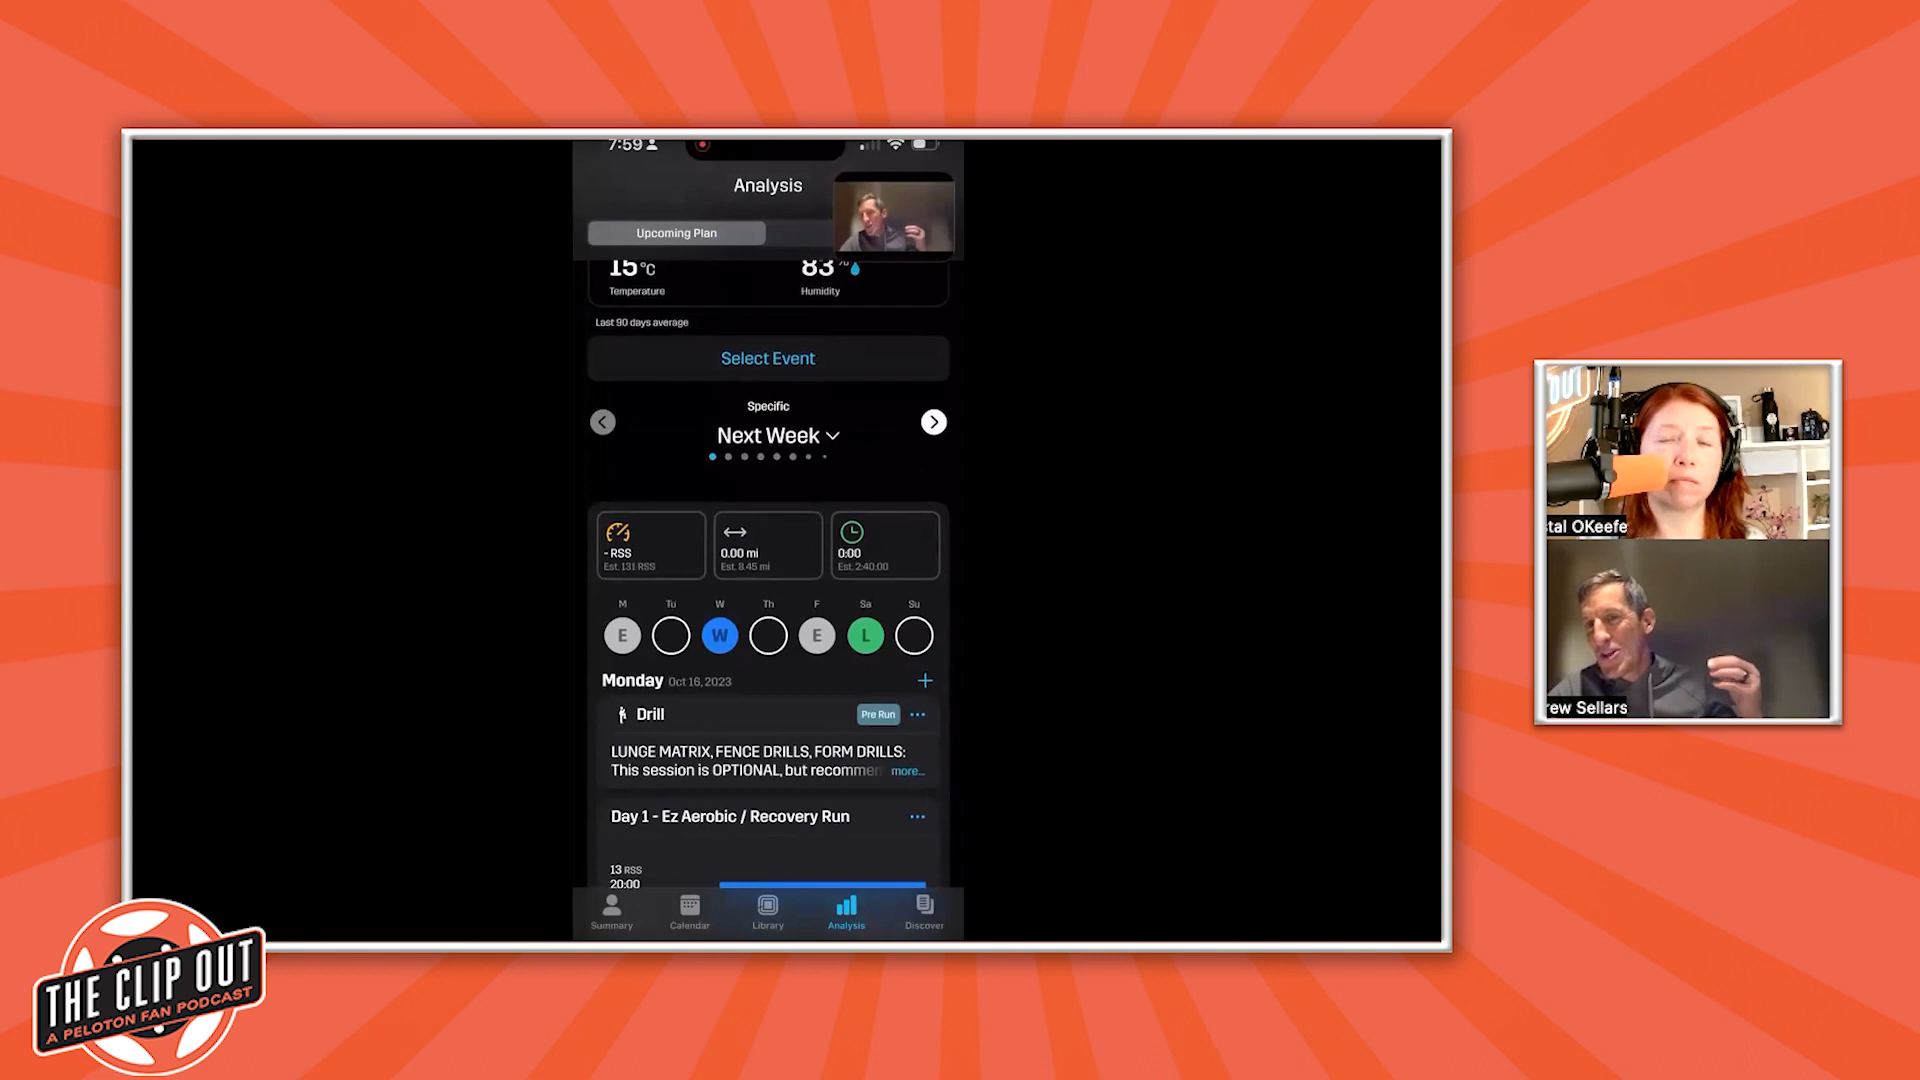 7:59
Analysis
Upcoming Plan
15 °C
83 %
Temperature
Humidity
Last 90 days average
Select Event
Specific
Next Week
- RSS
Est. 131 RSS
0.00 mi
Est. 8.45 mi
0:00
Est. 2:40:00
M Tu W Th F Sa Su
E W E L
Monday Oct 16, 2023
Drill
Pre Run
LUNGE MATRIX, FENCE DRILLS, FORM DRILLS:
This session is OPTIONAL, but recommen more...
Day 1 - Ez Aerobic / Recovery Run
13 RSS
20:00
Summary
Calendar
Library
Analysis
Discover
OUT
tal OKeefe
rew Sellars
THE CLIP OUT
A PELOTON FAN PODCAST